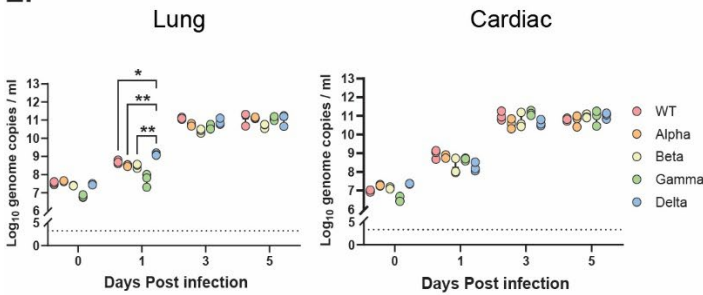 Lung
Cardiac
Log10 genome copies / ml
13
12
11
10
9
8
7
6
5
0
*
**
**
0
1
3
5
Days Post infection
Log10 genome copies / ml
13
12
11
10
9
8
7
6
5
0
0
1
3
5
Days Post infection
WT
Alpha
Beta
Gamma
Delta